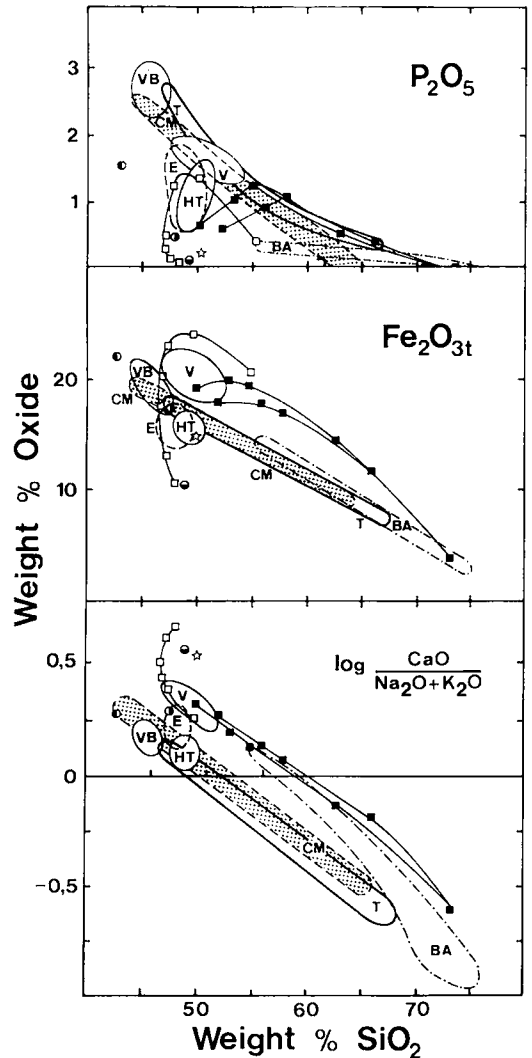 P2O5
3
VB
T
2
CM
E
V
HT
1
BA
Fe2O3t
VB
V
20
CM
E
E
HT
CM
10
T
BA
Weight % Oxide
log CaO
Na2O+K2O
0,5
V
E
VB
HT
0
CM
-0,5
T
BA
50
60
70
Weight % SiO2